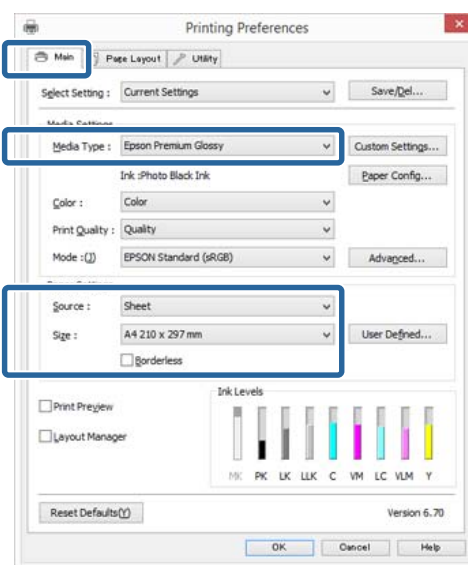 Printing Preferences
Main Page Layout Utility
Select Setting : Current Settings Save/Del...
Media Settings
Media Type : Epson Premium Glossy Custom Settings...
Ink :Photo Black Ink Paper Config...
Color : Color
Print Quality : Quality
Mode :(J) EPSON Standard (sRGB) Advanced...
Source : Sheet
Size : A4 210 x 297 mm User Defined...
Borderless
Ink Levels
Print Preview
Layout Manager
MK PK LK LLK C VM LC VLM Y
Reset Defaults(Y) Version 6.70
OK Cancel Help